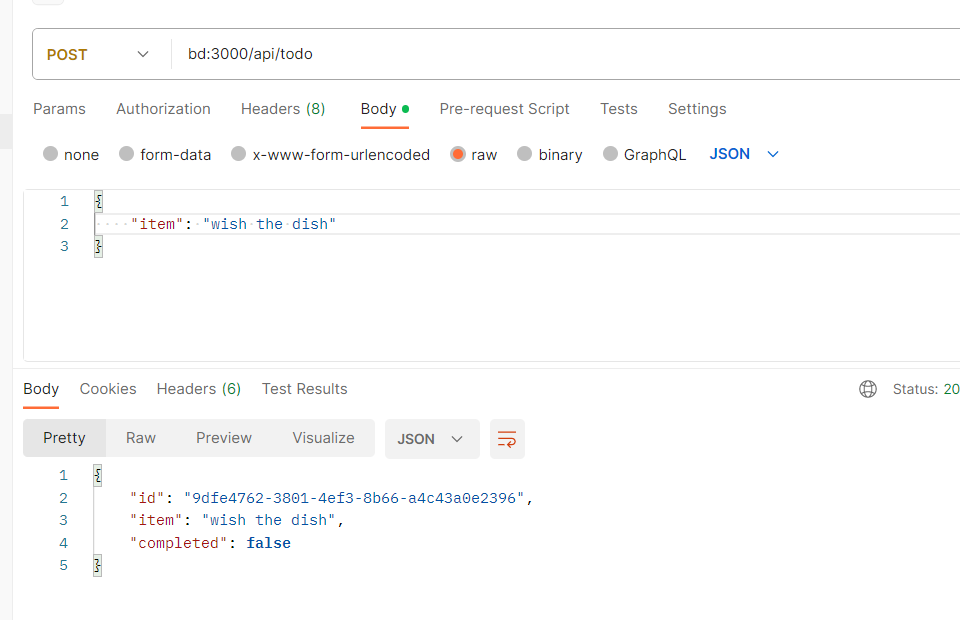 POST bd:3000/api/todo
Params Authorization Headers (8) Body Pre-request Script Tests Settings
none form-data x-www-form-urlencoded raw binary GraphQL JSON
1 {
2 "item": "wish the dish"
3 }
Body Cookies Headers (6) Test Results Status: 20
Pretty Raw Preview Visualize JSON
1 {
2 "id": "9dfe4762-3801-4ef3-8b66-a4c43a0e2396",
3 "item": "wish the dish",
4 "completed": false
5 }